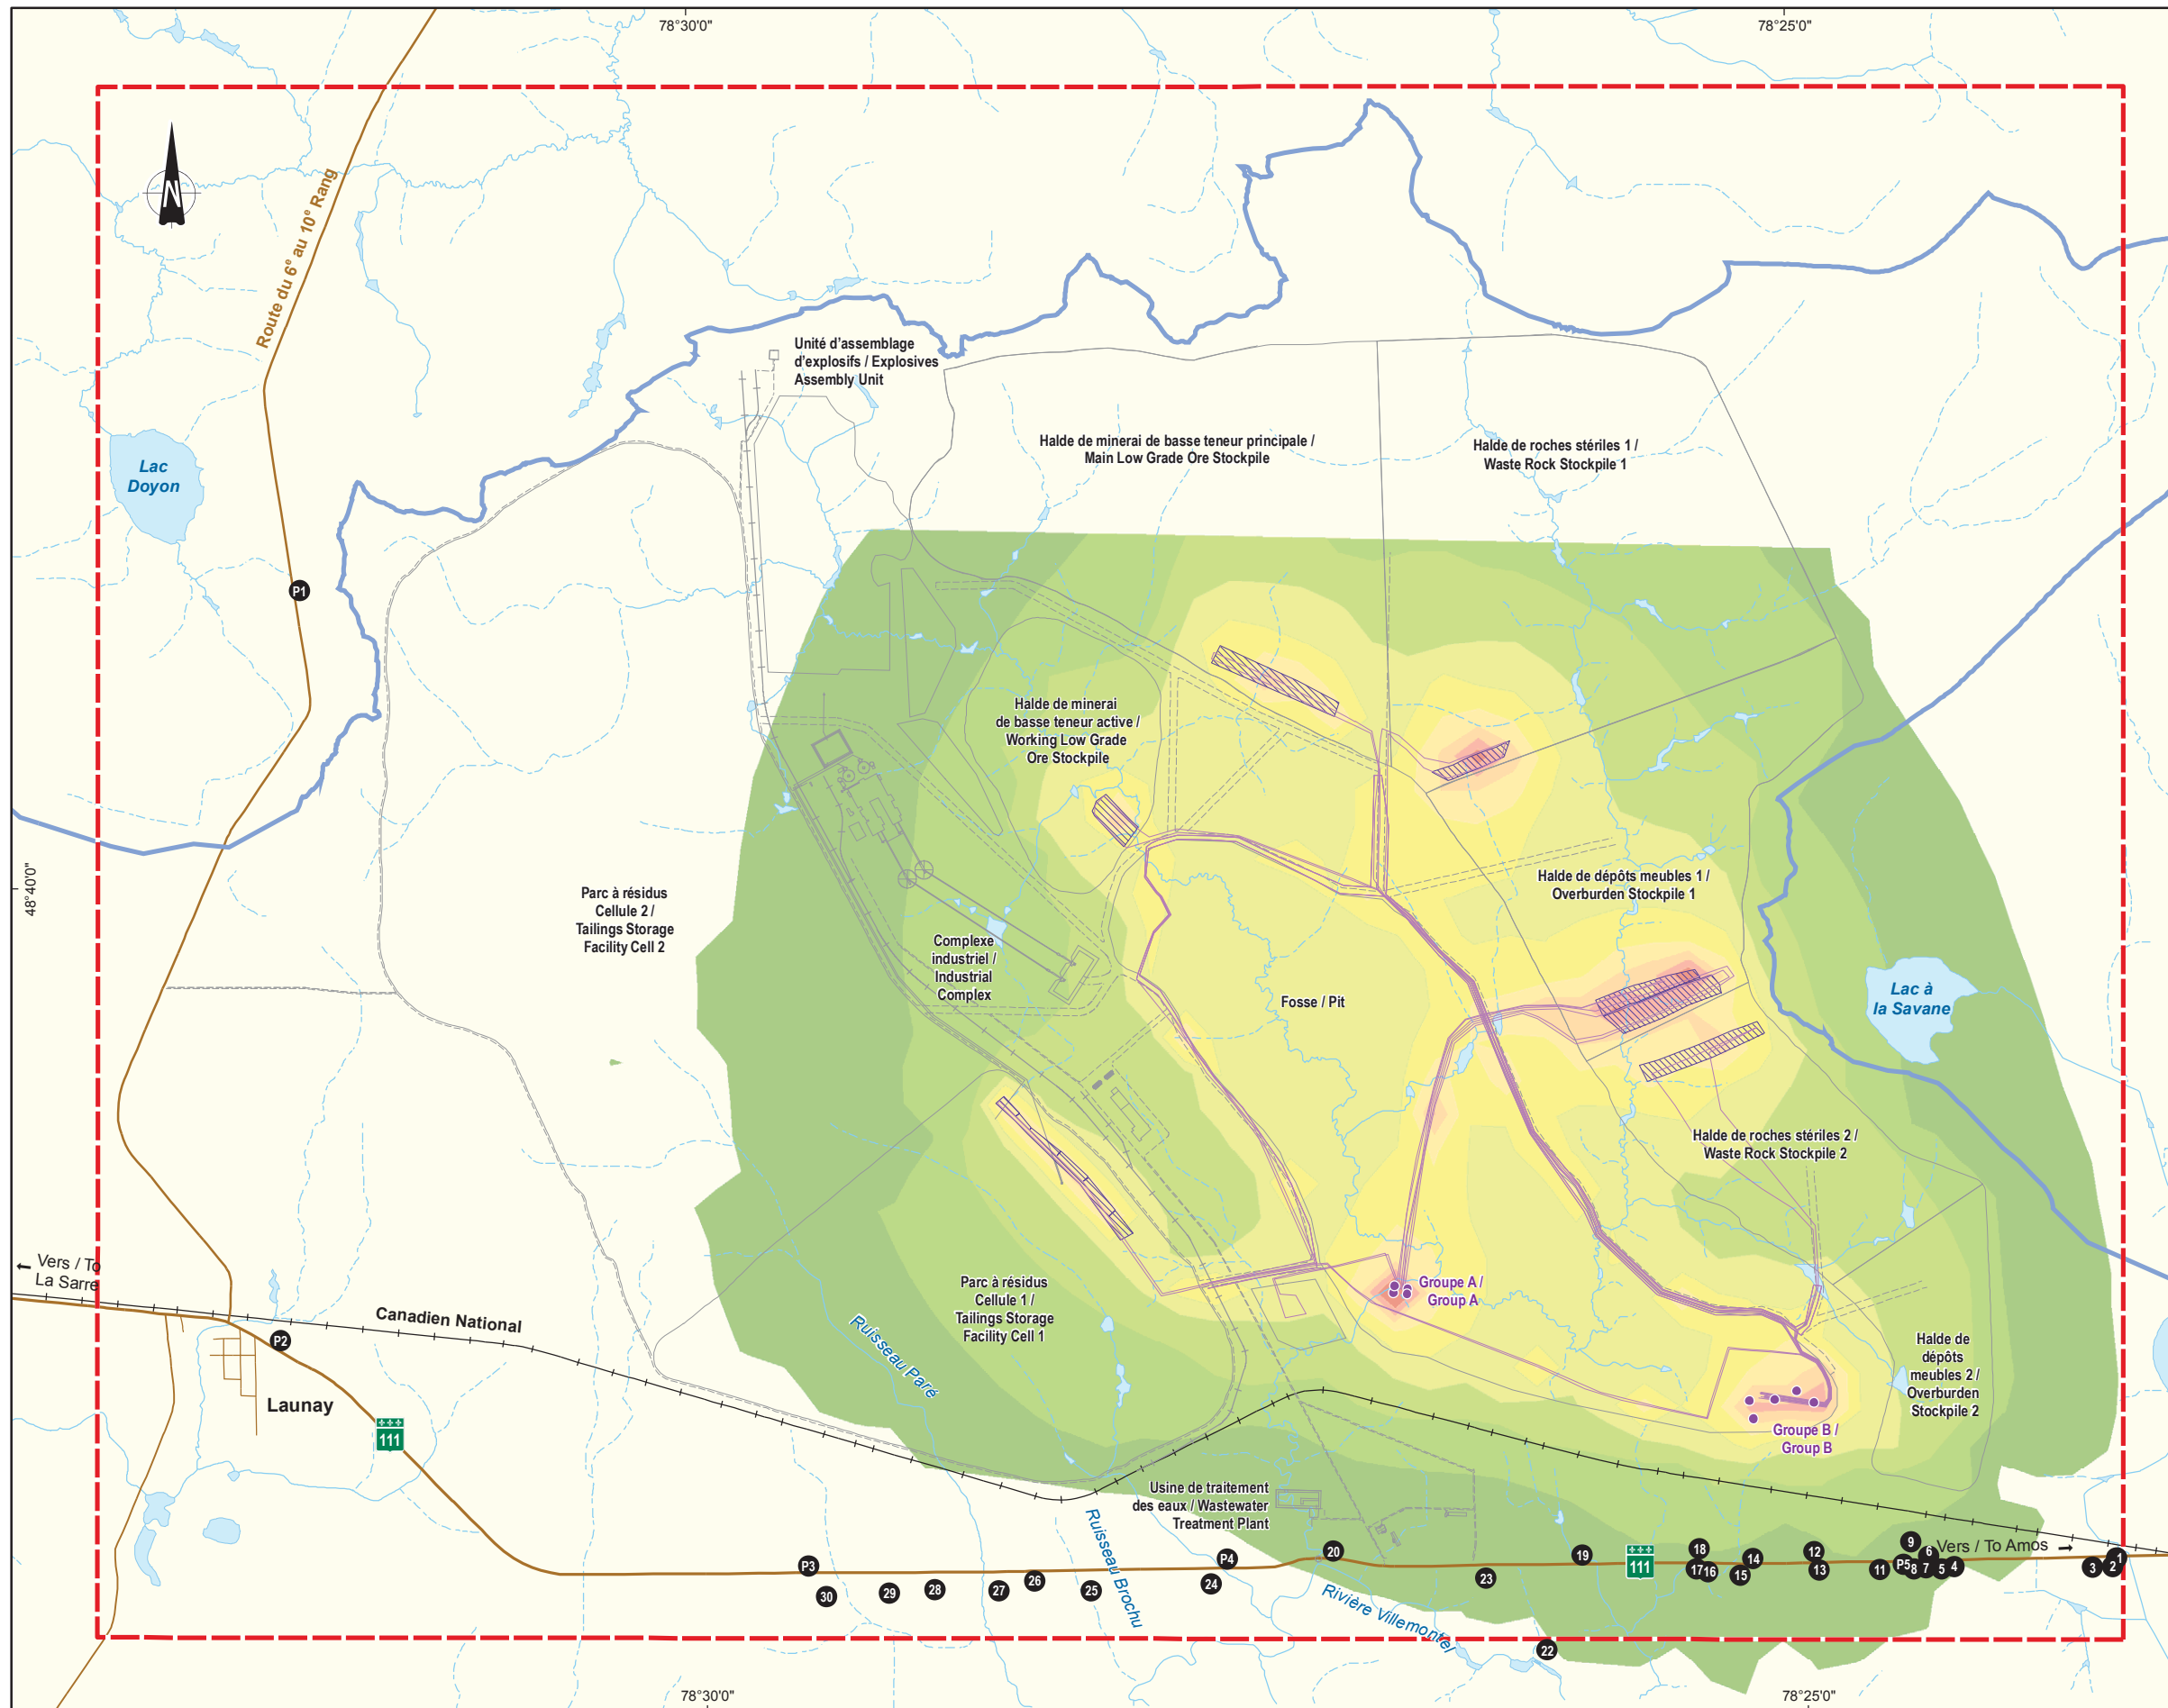 78°30'0"
78°25'0"
N
Route du 6e au 10e Rang
Unité d'assemblage
d'explosifs / Explosives
Assembly Unit
Halde de minerai de basse teneur principale /
Main Low Grade Ore Stockpile
Halde de roches stériles 1 /
Waste Rock Stockpile 1
Lac
Doyon
P1
Halde de minerai
de basse teneur active /
Working Low Grade
Ore Stockpile
48°40'0"
Parc à résidus
Cellule 2 /
Tailings Storage
Facility Cell 2
Halde de dépôts meubles 1 /
Overburden Stockpile 1
Complexe
industriel /
Industrial
Complex
Fosse / Pit
Lac à
la Savane
Halde de roches stériles 2 /
Waste Rock Stockpile 2
Vers / To
La Sarre
Canadien National
P2
Launay
111
Parc à résidus
Cellule 1 /
Tailings Storage
Facility Cell 1
Ruisseau Paré
Groupe A /
Group A
Halde de
dépôts
meubles 2 /
Overburden
Stockpile 2
Groupe B /
Group B
Usine de traitement
des eaux / Wastewater
Treatment Plant
Ruisseau Brochu
Rivière Villemontel
Vers / To Amos
P3
30
29
28
27
26
25
P4
24
20
23
22
19
111
18
17
16
14
15
12
13
11
9
P5
8
6
7
5
4
3
2
1
78°30'0"
78°25'0"